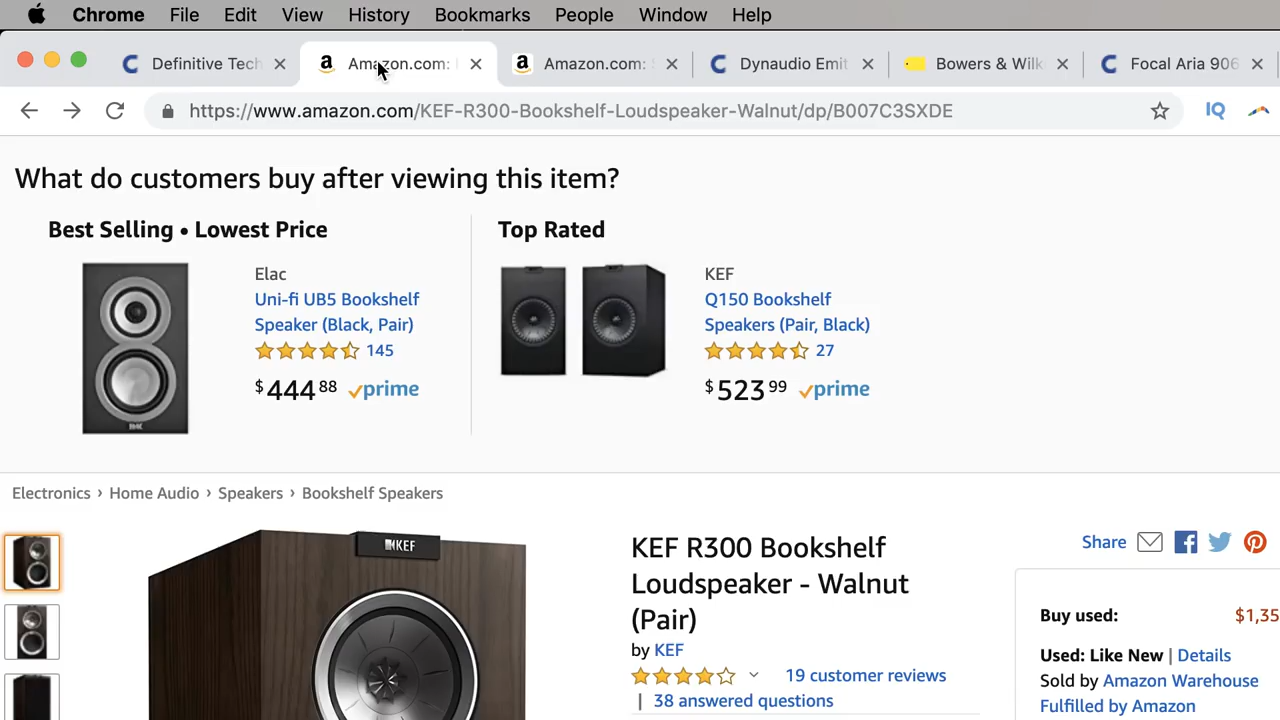 Chrome File Edit View History Bookmarks People Window Help
Definitive Tech Amazon.com: Amazon.com: Dynaudio Emit Bowers & Wilk Focal Aria 906
https://www.amazon.com/KEF-R300-Bookshelf-Loudspeaker-Walnut/dp/B007C3SXDE IQ
What do customers buy after viewing this item?
Best Selling • Lowest Price
Elac
Uni-fi UB5 Bookshelf
Speaker (Black, Pair)
145
$444 88 prime
Top Rated
KEF
Q150 Bookshelf
Speakers (Pair, Black)
27
$523 99 prime
Electronics › Home Audio › Speakers › Bookshelf Speakers
KEF
KEF R300 Bookshelf
Loudspeaker - Walnut
(Pair)
by KEF
19 customer reviews
| 38 answered questions
Share
Buy used: $1,35
Used: Like New | Details
Sold by Amazon Warehouse
Fulfilled by Amazon